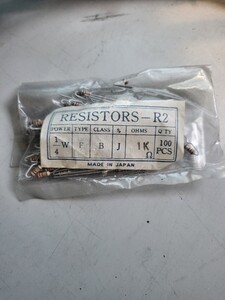 RESISTORS-R2
POWER TYPE CLASS % OHMS Q'TY
1/4 W P B J 1K Ω 100 PCS
MADE IN JAPAN